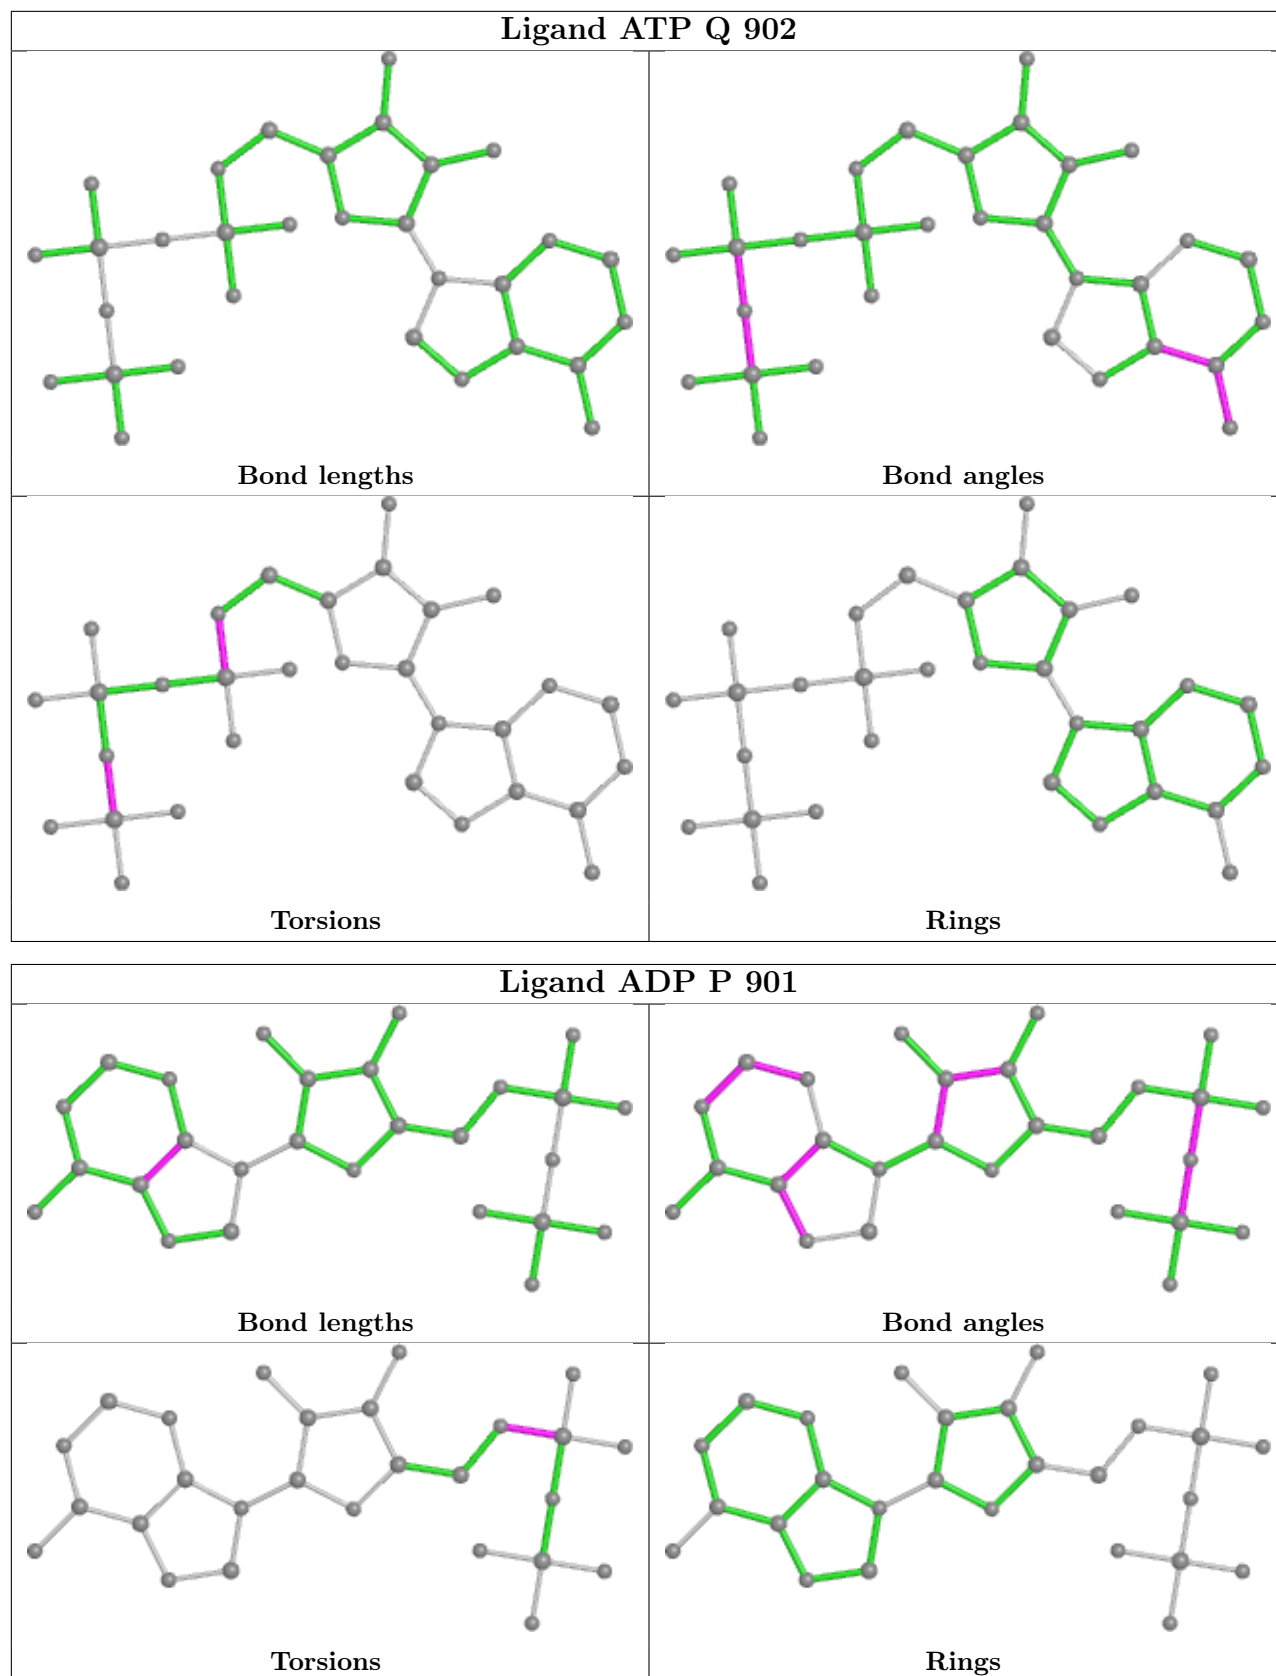 Ligand ATP Q 902
Bond lengths
Bond angles
Torsions
Rings
Ligand ADP P 901
Bond lengths
Bond angles
Torsions
Rings